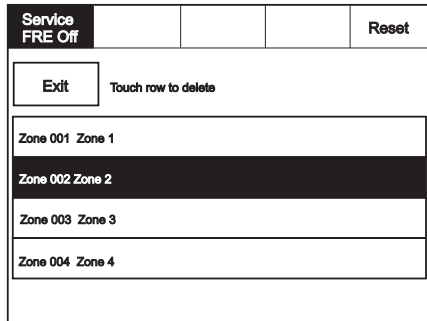 Service
FRE Off
Reset
Exit
Touch row to delete
Zone 001 Zone 1
Zone 002 Zone 2
Zone 003 Zone 3
Zone 004 Zone 4